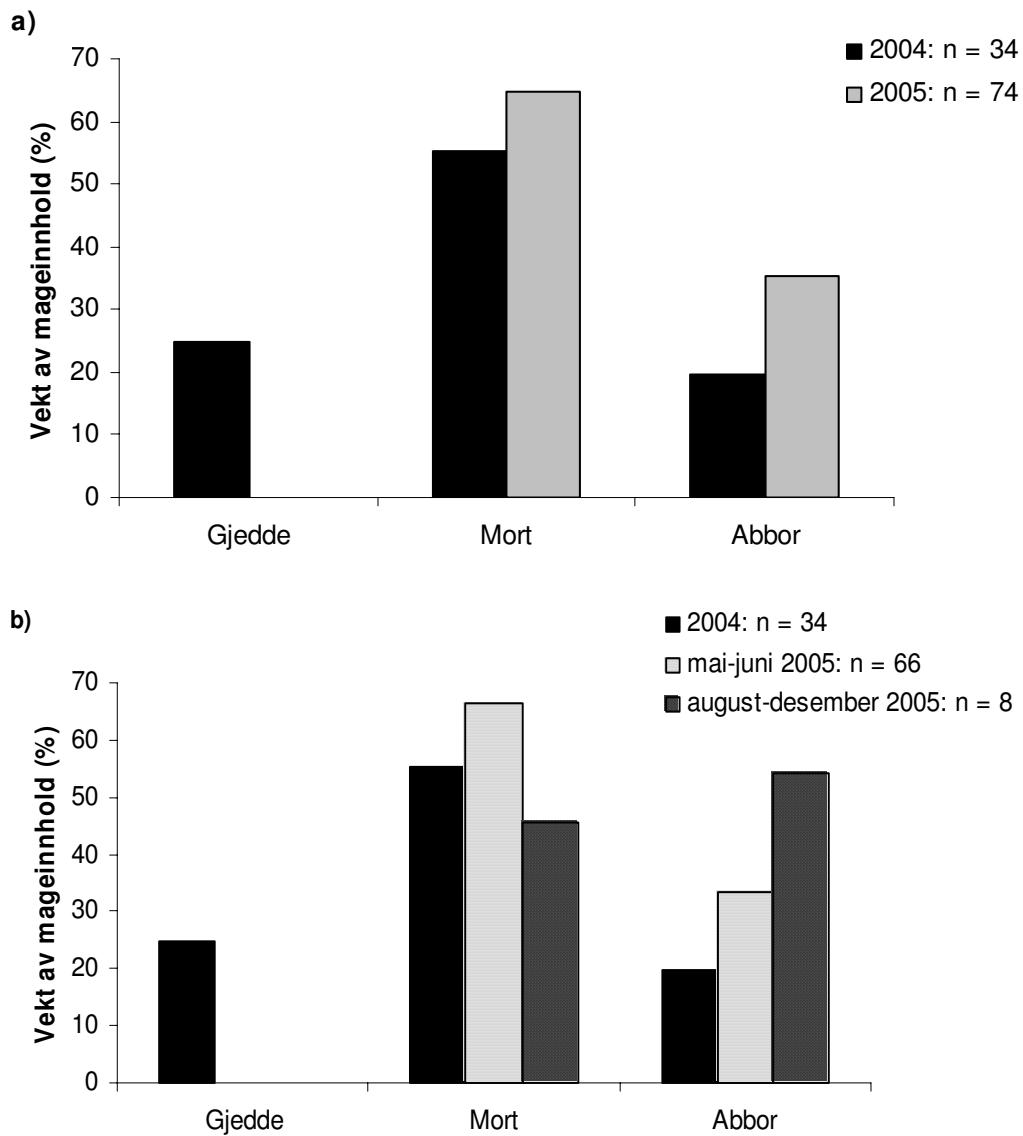 a)
2004: n = 34
2005: n = 74
Vekt av mageinnhold (%)
70
60
50
40
30
20
10
0
Gjedde Mort Abbor
b)
2004: n = 34
mai-juni 2005: n = 66
august-desember 2005: n = 8
Vekt av mageinnhold (%)
70
60
50
40
30
20
10
0
Gjedde Mort Abbor